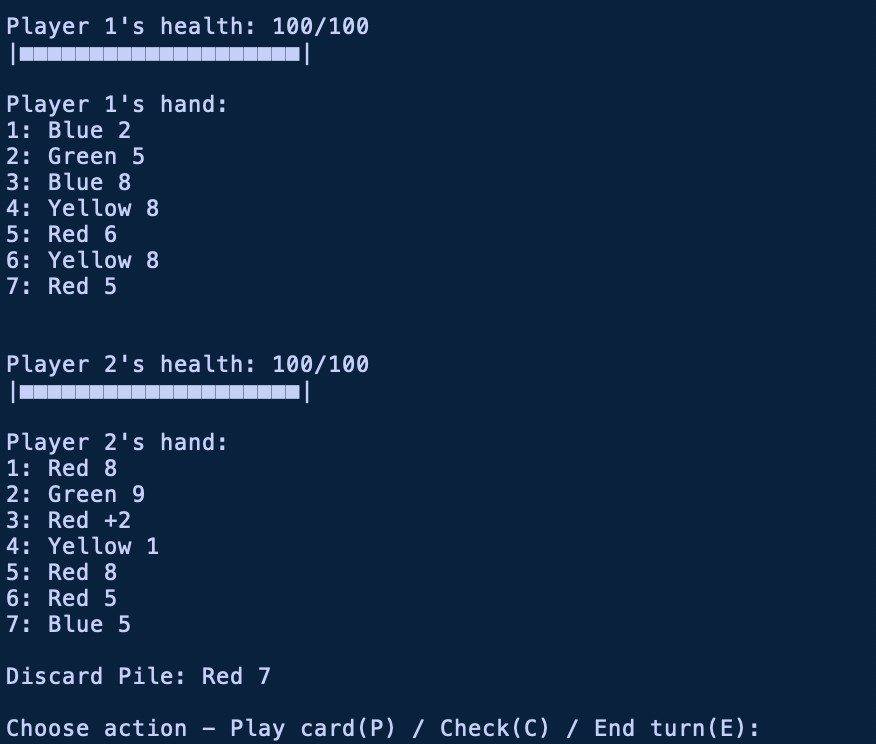 Player 1's health: 100/100
|■■■■■■■■■■■■■■■■■■■■|
Player 1's hand:
1: Blue 2
2: Green 5
3: Blue 8
4: Yellow 8
5: Red 6
6: Yellow 8
7: Red 5
Player 2's health: 100/100
|■■■■■■■■■■■■■■■■■■■■|
Player 2's hand:
1: Red 8
2: Green 9
3: Red +2
4: Yellow 1
5: Red 8
6: Red 5
7: Blue 5
Discard Pile: Red 7
Choose action – Play card(P) / Check(C) / End turn(E):